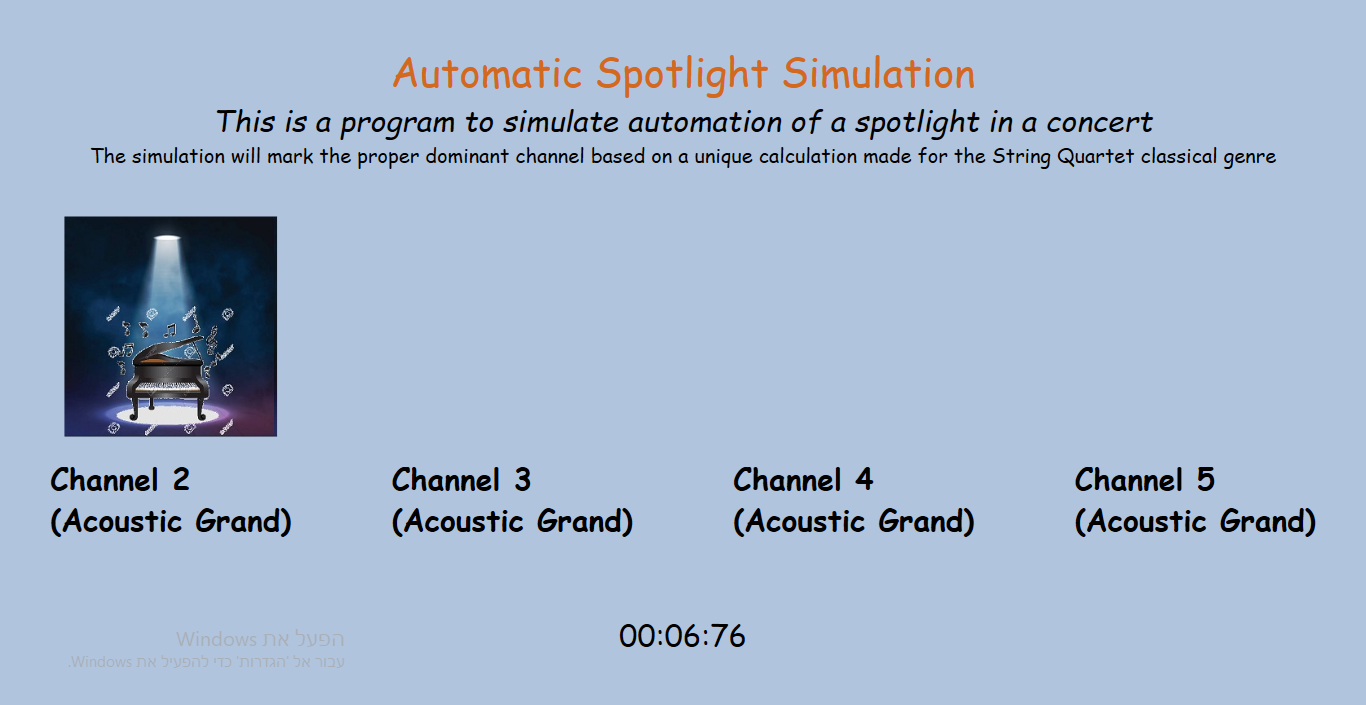 Automatic Spotlight Simulation
This is a program to simulate automation of a spotlight in a concert
The simulation will mark the proper dominant channel based on a unique calculation made for the String Quartet classical genre
Channel 2
(Acoustic Grand)
Channel 3
(Acoustic Grand)
Channel 4
(Acoustic Grand)
Channel 5
(Acoustic Grand)
00:06:76
הפעל את Windows
עבור אל 'הגדרות' כדי להפעיל את Windows.